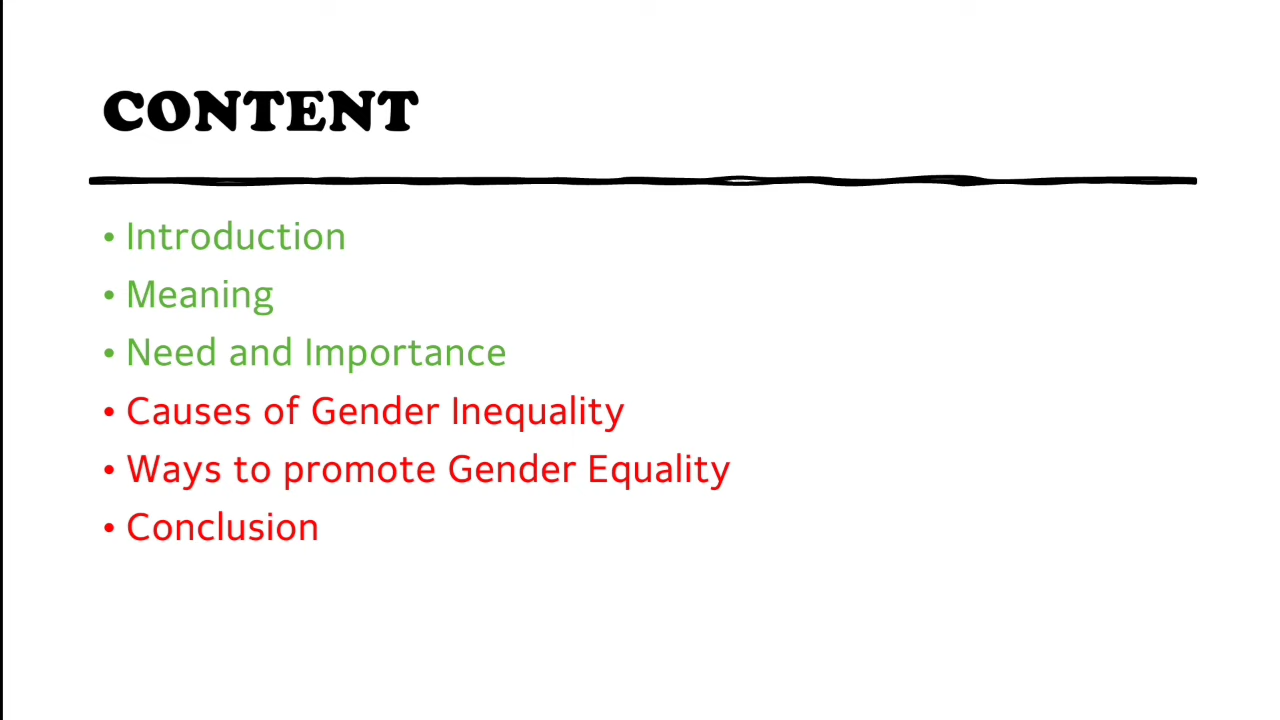 CONTENT
• Introduction
• Meaning
• Need and Importance
• Causes of Gender Inequality
• Ways to promote Gender Equality
• Conclusion